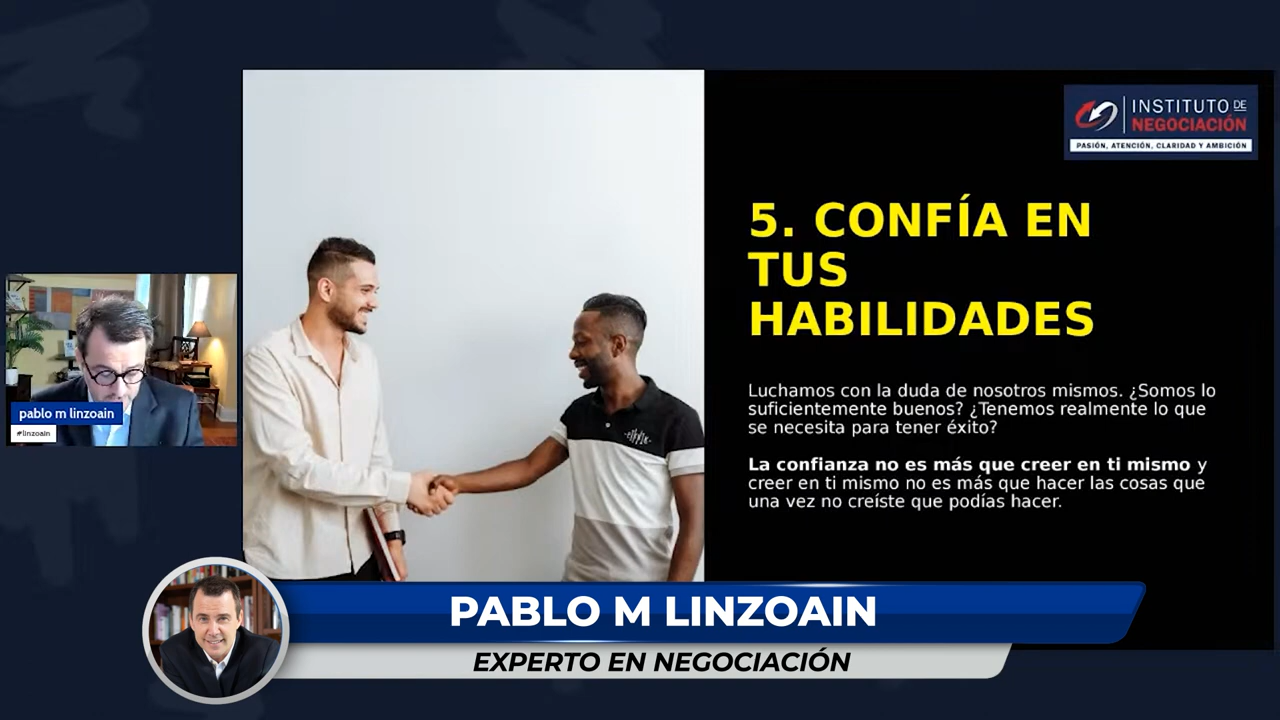 INSTITUTO DE
NEGOCIACIÓN
PASIÓN, ATENCIÓN, CLARIDAD Y AMBICIÓN
5. CONFÍA EN
TUS
HABILIDADES
Luchamos con la duda de nosotros mismos. ¿Somos lo
suficientemente buenos? ¿Tenemos realmente lo que
se necesita para tener éxito?
La confianza no es más que creer en ti mismo y
creer en ti mismo no es más que hacer las cosas que
una vez no creíste que podías hacer.
pablo m linzoain
#linzoain
PABLO M LINZOAIN
EXPERTO EN NEGOCIACIÓN